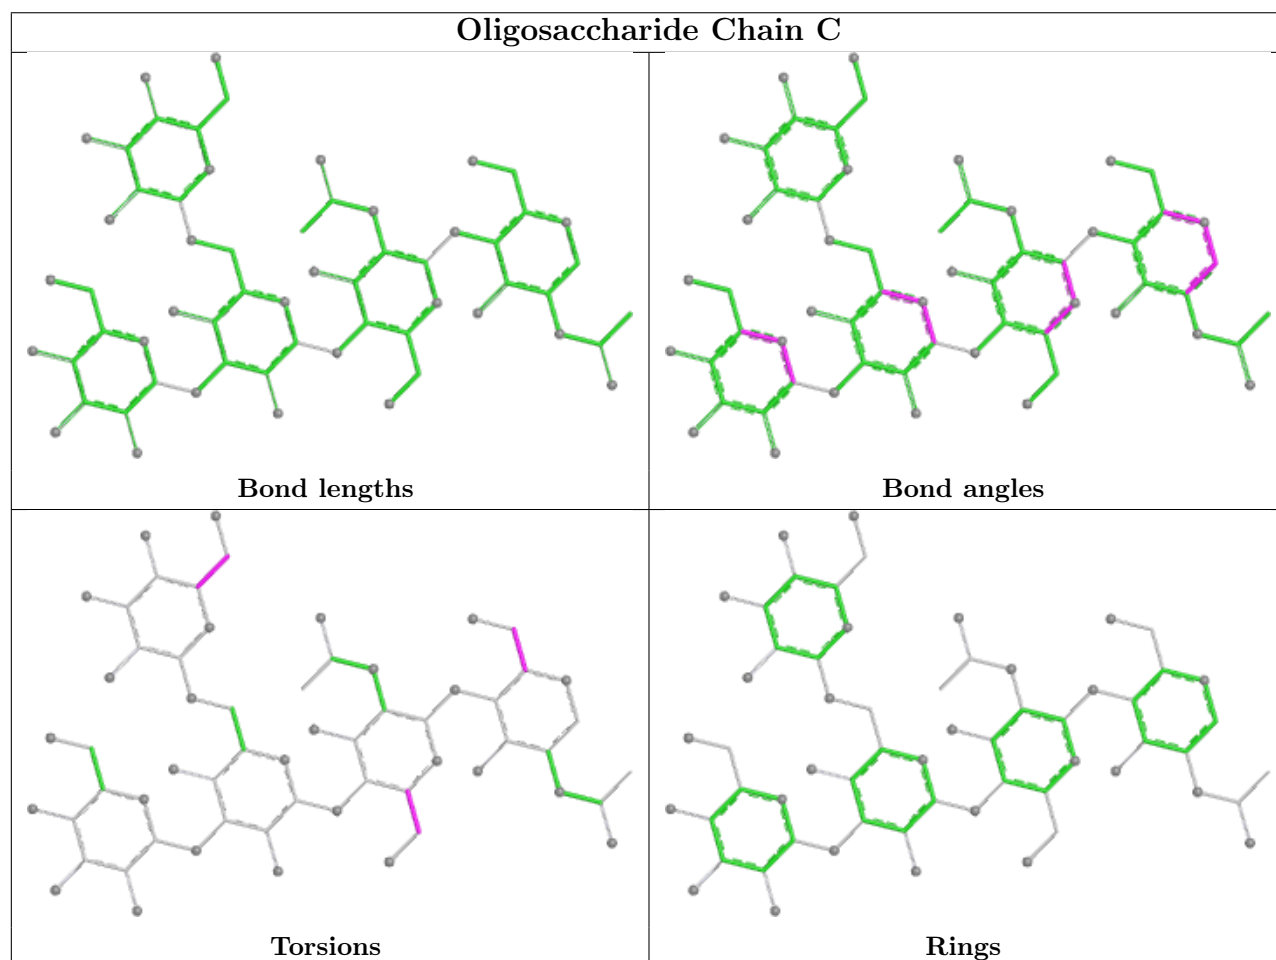 Oligosaccharide Chain C
Bond lengths
Bond angles
Torsions
Rings